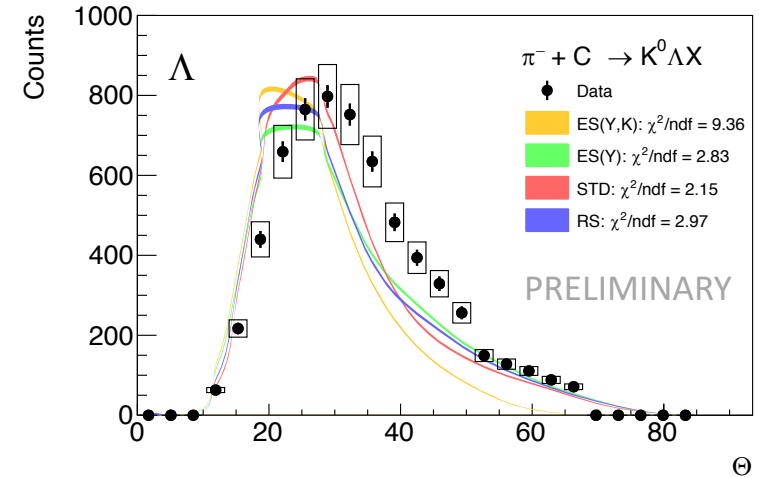 Counts
1000
800
600
400
200
0
0
20
40
60
80
Θ
Λ
π⁻ + C → K⁰ΛX
Data
ES(Y,K): χ²/ndf = 9.36
ES(Y): χ²/ndf = 2.83
STD: χ²/ndf = 2.15
RS: χ²/ndf = 2.97
PRELIMINARY